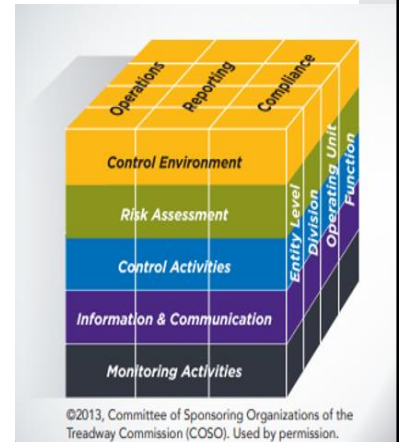 Operations
Reporting
Compliance
Control Environment
Risk Assessment
Control Activities
Information & Communication
Monitoring Activities
Entity Level
Division
Operating Unit
Function
©2013, Committee of Sponsoring Organizations of the
Treadway Commission (COSO). Used by permission.